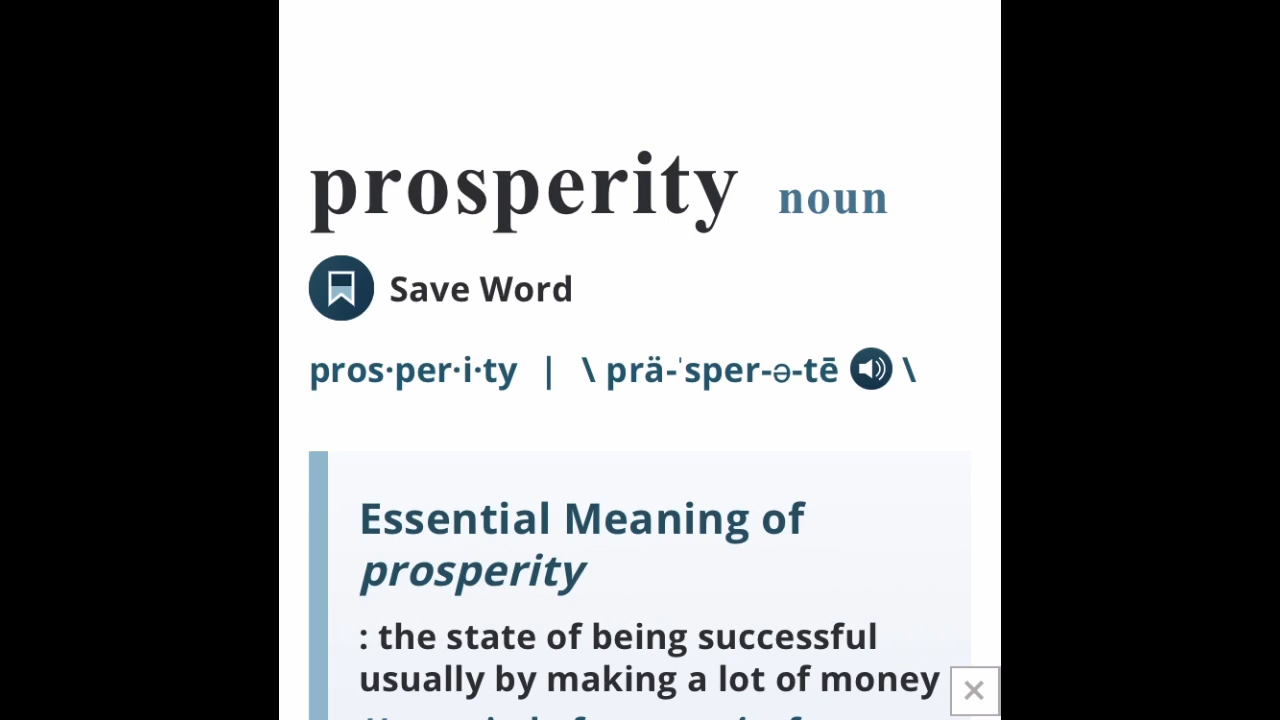 prosperity noun
Save Word
pros·per·i·ty | \ prä-ˈsper-ə-tē \
Essential Meaning of
prosperity
: the state of being successful
usually by making a lot of money